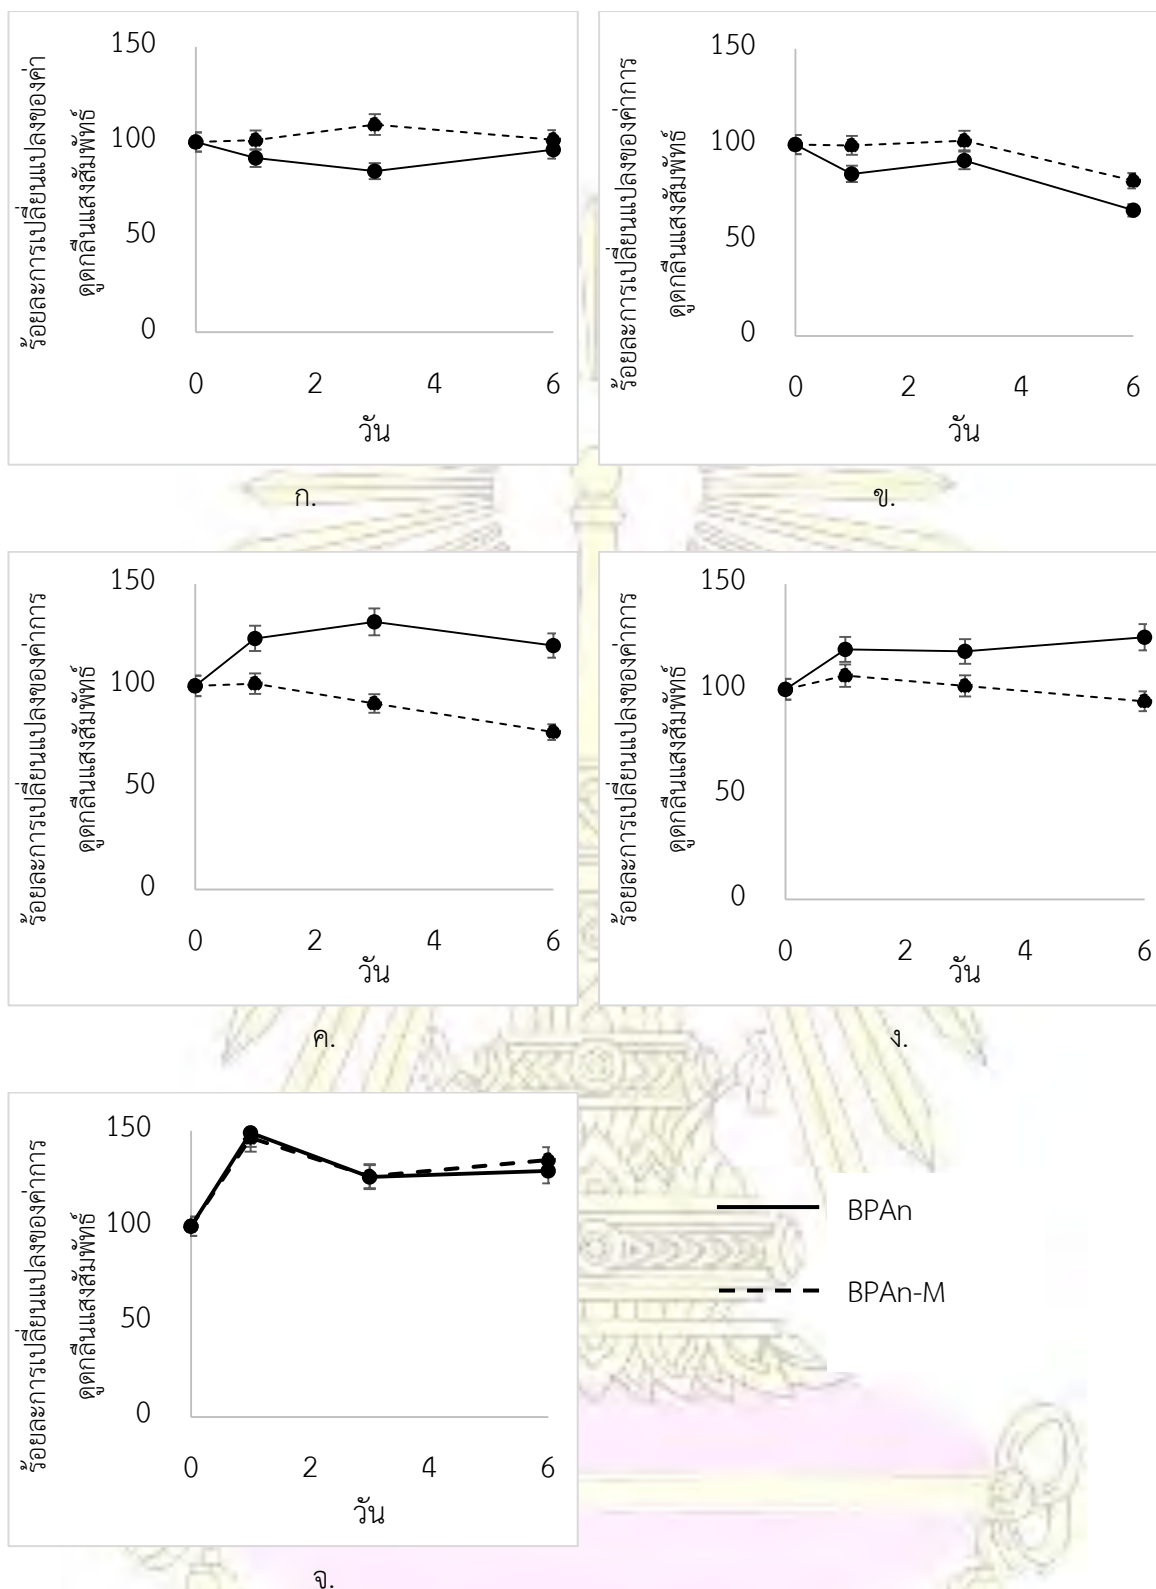 ร้อยละการเปลี่ยนแปลงของค่า
ดูดกลืนแสงสัมพัทธ์
150
100
50
0
0 2 4 6
วัน
ก.
ร้อยละการเปลี่ยนแปลงของค่าการ
ดูดกลืนแสงสัมพัทธ์
150
100
50
0
0 2 4 6
วัน
ข.
ร้อยละการเปลี่ยนแปลงของค่าการ
ดูดกลืนแสงสัมพัทธ์
150
100
50
0
0 2 4 6
วัน
ค.
ร้อยละการเปลี่ยนแปลงของค่าการ
ดูดกลืนแสงสัมพัทธ์
150
100
50
0
0 2 4 6
วัน
ง.
ร้อยละการเปลี่ยนแปลงของค่าการ
ดูดกลืนแสงสัมพัทธ์
150
100
50
0
0 2 4 6
วัน
จ.
BPAn
BPAn-M